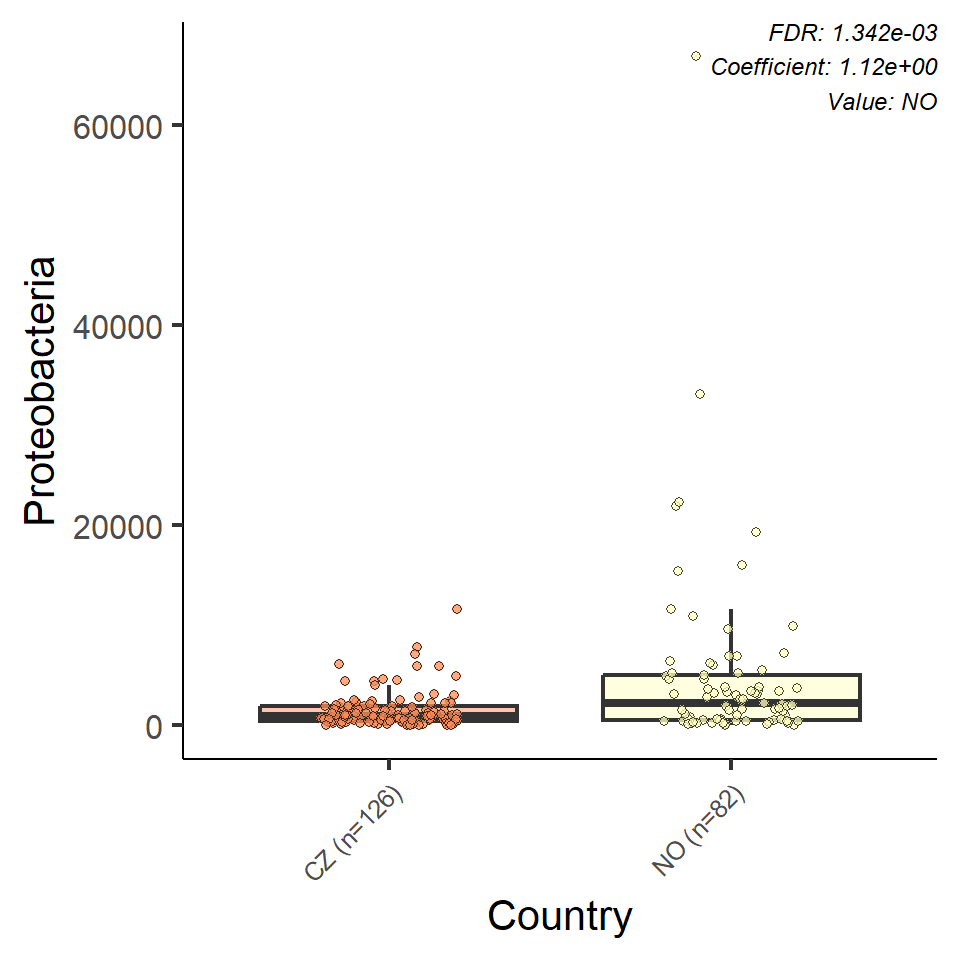 FDR: 1.342e-03
Coefficient: 1.12e+00
Value: NO
60000
40000
20000
0
Proteobacteria
CZ (n=126)
NO (n=82)
Country